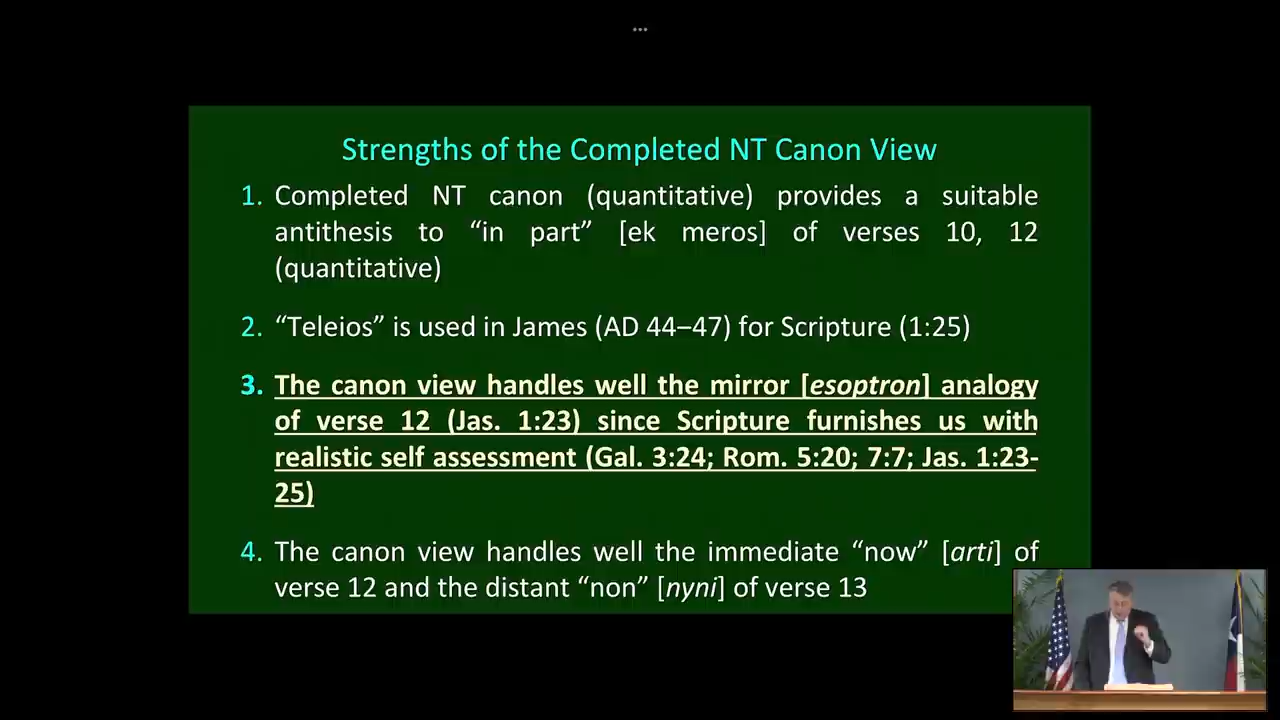 ...
Strengths of the Completed NT Canon View
1. Completed NT canon (quantitative) provides a suitable
antithesis to “in part” [ek meros] of verses 10, 12
(quantitative)
2. “Teleios” is used in James (AD 44–47) for Scripture (1:25)
3. The canon view handles well the mirror [esoptron] analogy
of verse 12 (Jas. 1:23) since Scripture furnishes us with
realistic self assessment (Gal. 3:24; Rom. 5:20; 7:7; Jas. 1:23-
25)
4. The canon view handles well the immediate “now” [arti] of
verse 12 and the distant “non” [nyni] of verse 13